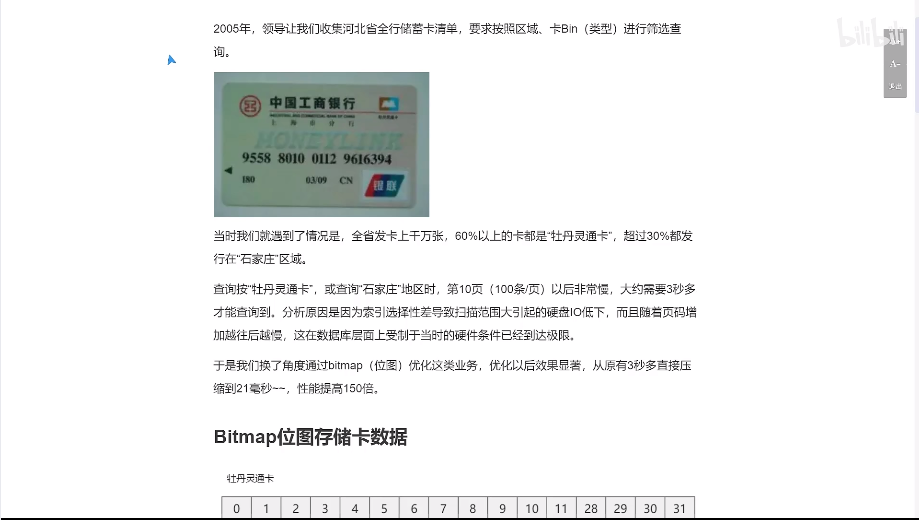 2005年，领导让我们收集河北省全行储蓄卡清单，要求按照区域、卡Bin（类型）进行筛选查
询。
bilibili
A-
中国工商银行
上海市分行
MONEYLINK
9558 8010 0112 9616394
180 03/09 CN
银联
当时我们就遇到了情况是，全省发卡上千万张，60%以上的卡都是“牡丹灵通卡”，超过30%都发
行在“石家庄”区域。
查询按“牡丹灵通卡”，或查询“石家庄”地区时，第10页（100条/页）以后非常慢，大约需要3秒多
才能查询到。分析原因是因为索引选择性差导致扫描范围大引起的硬盘IO低下，而且随着页码增
加越往后越慢，这在数据库层面上受制于当时的硬件条件已经到达极限。
于是我们换了角度通过bitmap（位图）优化这类业务，优化以后效果显著，从原有3秒多直接压
缩到21毫秒~~，性能提高150倍。
Bitmap位图存储卡数据
牡丹灵通卡
0 1 2 3 4 5 6 7 8 9 10 11 28 29 30 31